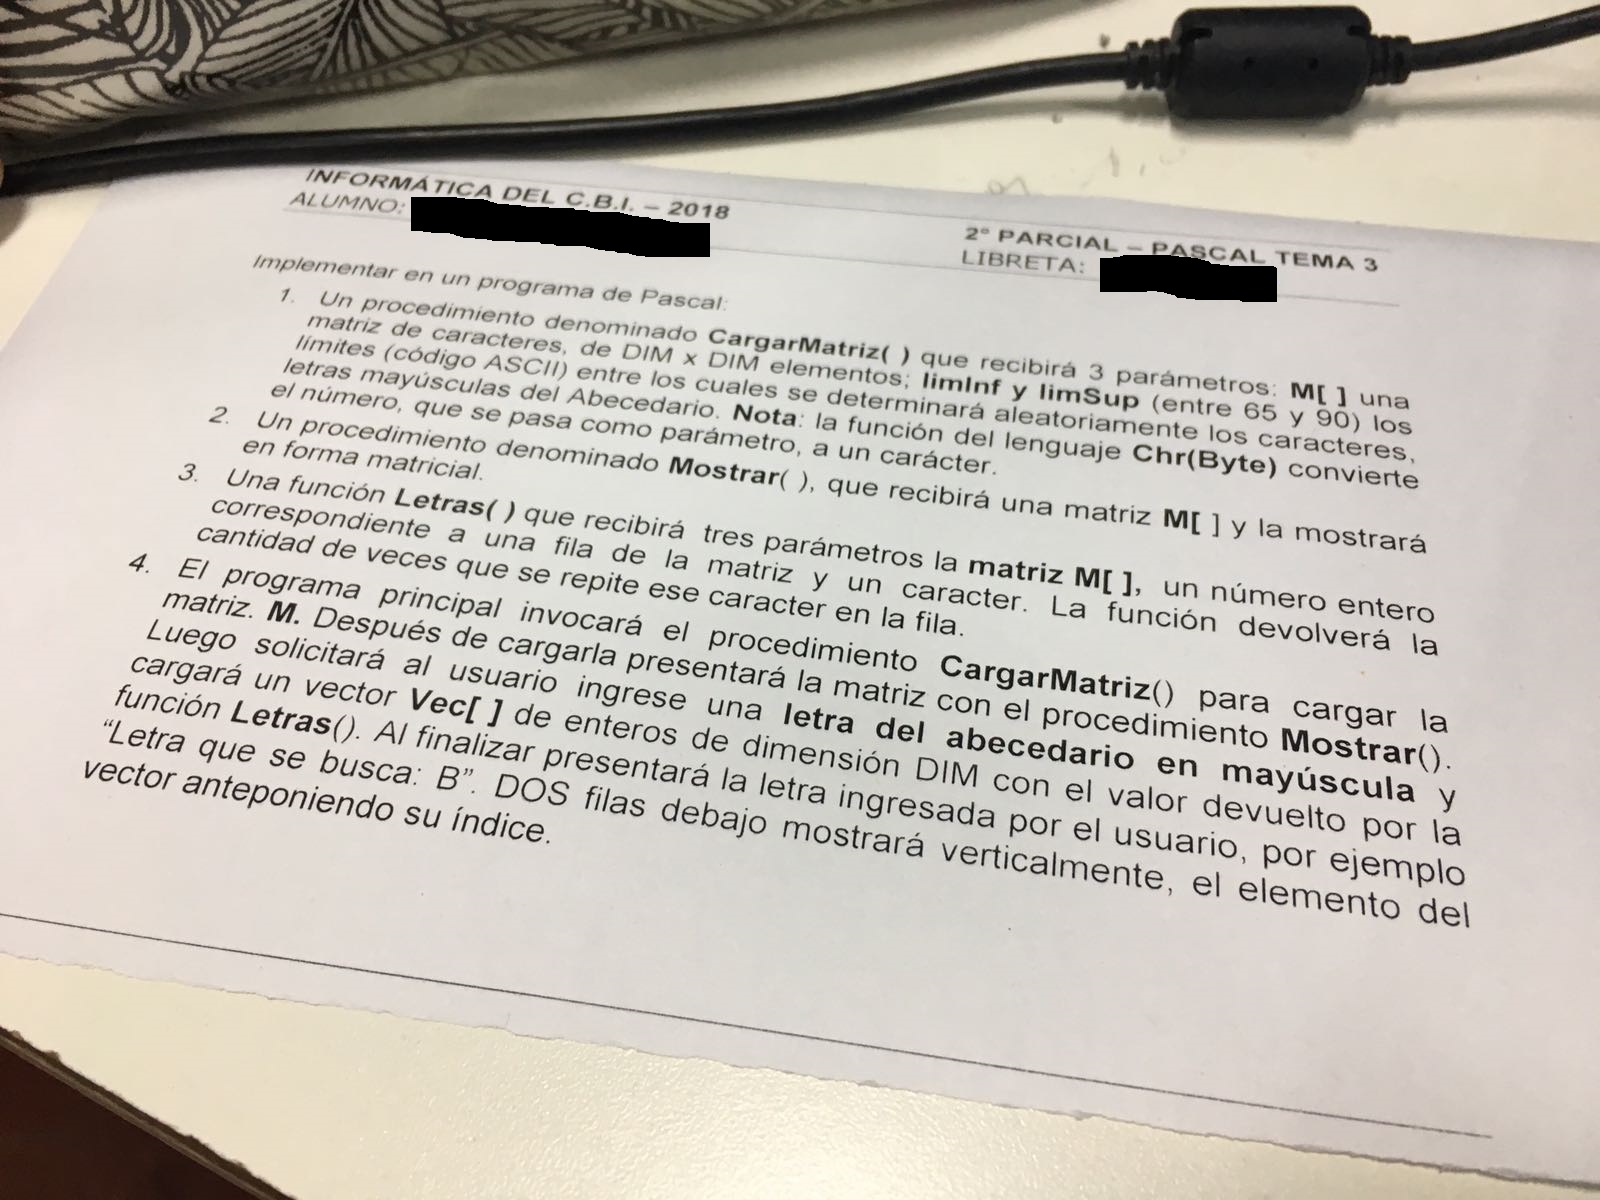 INFORMÁTICA DEL C.B.I. – 2018
ALUMNO:
2° PARCIAL – PASCAL TEMA 3
LIBRETA:
Implementar en un programa de Pascal:
1. Un procedimiento denominado CargarMatriz( ) que recibirá 3 parámetros: M[ ] una
matriz de caracteres, de DIM x DIM elementos; limInf y limSup (entre 65 y 90) los
límites (código ASCII) entre los cuales se determinará aleatoriamente los caracteres,
letras mayúsculas del Abecedario. Nota: la función del lenguaje Chr(Byte) convierte
el número, que se pasa como parámetro, a un carácter.
2. Un procedimiento denominado Mostrar( ), que recibirá una matriz M[ ] y la mostrará
en forma matricial.
3. Una función Letras( ) que recibirá tres parámetros la matriz M[ ], un número entero
correspondiente a una fila de la matriz y un caracter. La función devolverá la
cantidad de veces que se repite ese caracter en la fila.
4. El programa principal invocará el procedimiento CargarMatriz() para cargar la
matriz. M. Después de cargarla presentará la matriz con el procedimiento Mostrar().
Luego solicitará al usuario ingrese una letra del abecedario en mayúscula y
cargará un vector Vec[ ] de enteros de dimensión DIM con el valor devuelto por la
función Letras(). Al finalizar presentará la letra ingresada por el usuario, por ejemplo
“Letra que se busca: B”. DOS filas debajo mostrará verticalmente, el elemento del
vector anteponiendo su índice.